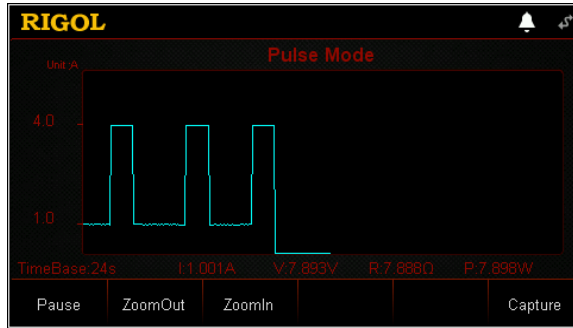 RIGOL
Pulse Mode
Unit:A
4.0
1.0
TimeBase:24s I:1.001A V:7.893V R:7.888Ω P:7.898W
Pause ZoomOut ZoomIn Capture